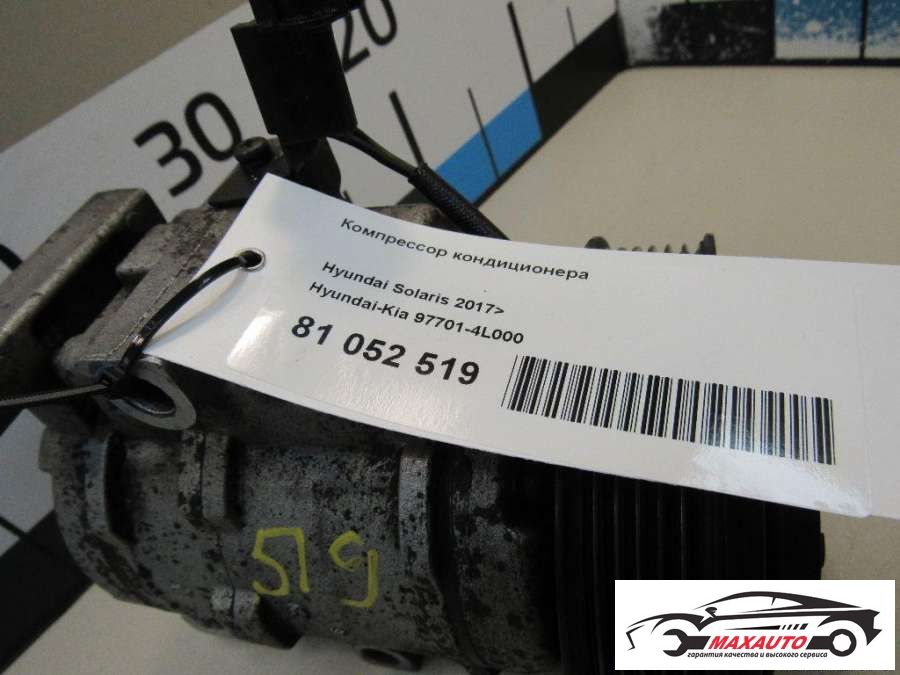 20
30
Компрессор кондиционера
Hyundai Solaris 2017>
Hyundai-Kia 97701-4L000
81 052 519
519
MAXAUTO
гарантия качества и высокого сервиса